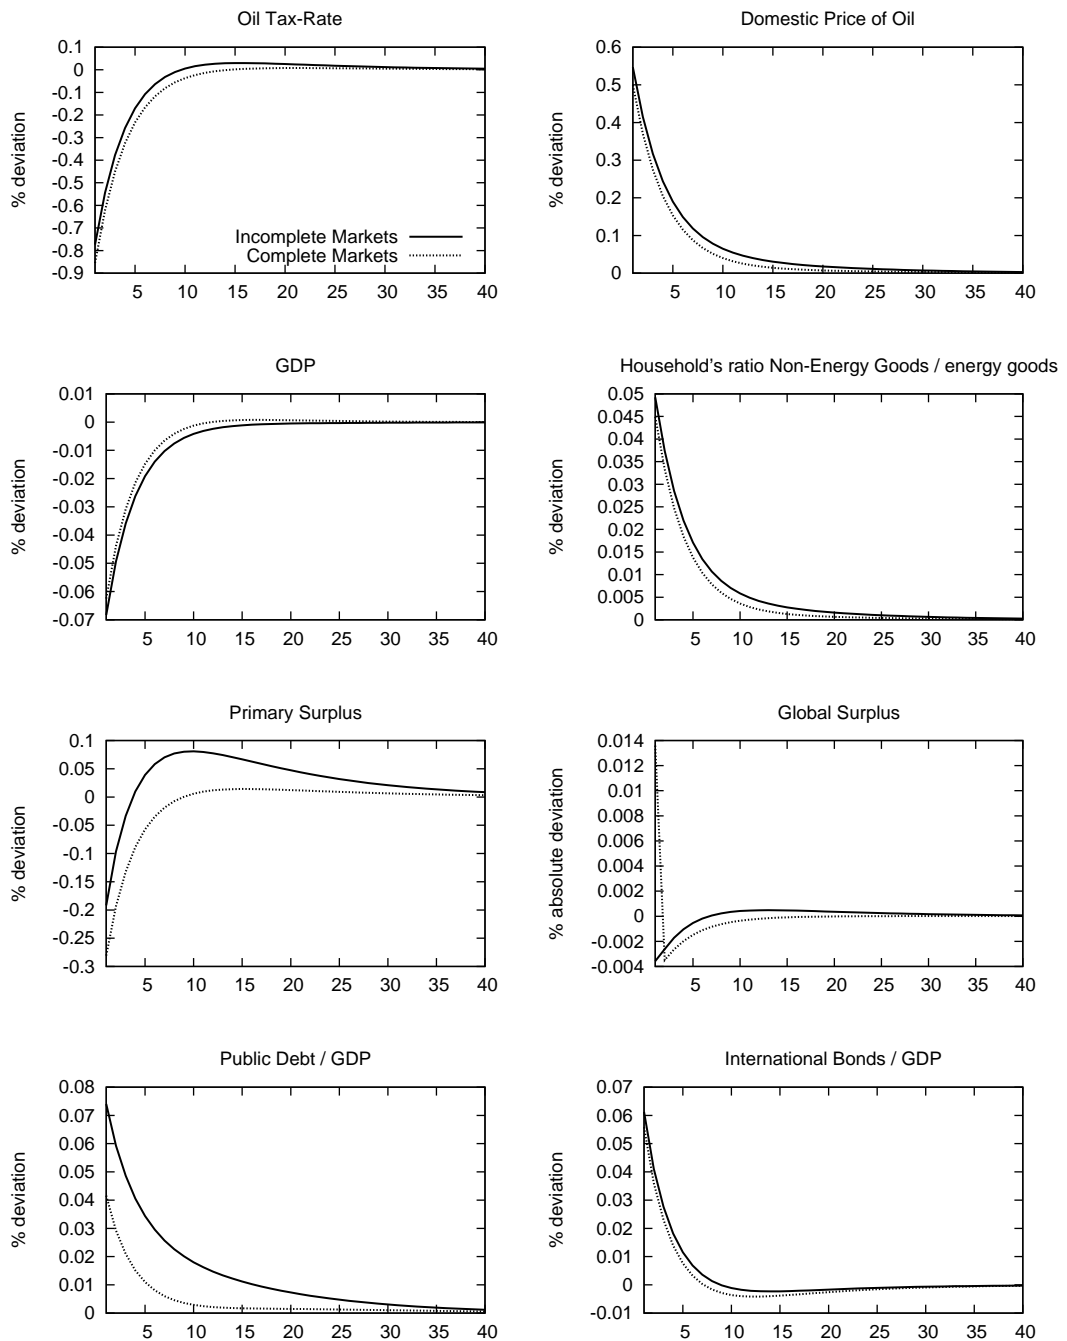 Oil Tax-Rate
% deviation
0.1
0
-0.1
-0.2
-0.3
-0.4
-0.5
-0.6
-0.7
-0.8
-0.9
Incomplete Markets
Complete Markets
5 10 15 20 25 30 35 40
Domestic Price of Oil
% deviation
0.6
0.5
0.4
0.3
0.2
0.1
0
5 10 15 20 25 30 35 40
GDP
% deviation
0.01
0
-0.01
-0.02
-0.03
-0.04
-0.05
-0.06
-0.07
5 10 15 20 25 30 35 40
Household's ratio Non-Energy Goods / energy goods
% deviation
0.05
0.045
0.04
0.035
0.03
0.025
0.02
0.015
0.01
0.005
0
5 10 15 20 25 30 35 40
Primary Surplus
% deviation
0.1
0.05
0
-0.05
-0.1
-0.15
-0.2
-0.25
-0.3
5 10 15 20 25 30 35 40
Global Surplus
% absolute deviation
0.014
0.012
0.010
0.008
0.006
0.004
0.002
0
-0.002
-0.004
5 10 15 20 25 30 35 40
Public Debt / GDP
% deviation
0.08
0.07
0.06
0.05
0.04
0.03
0.02
0.01
0
5 10 15 20 25 30 35 40
International Bonds / GDP
% deviation
0.07
0.06
0.05
0.04
0.03
0.02
0.01
0
-0.01
5 10 15 20 25 30 35 40